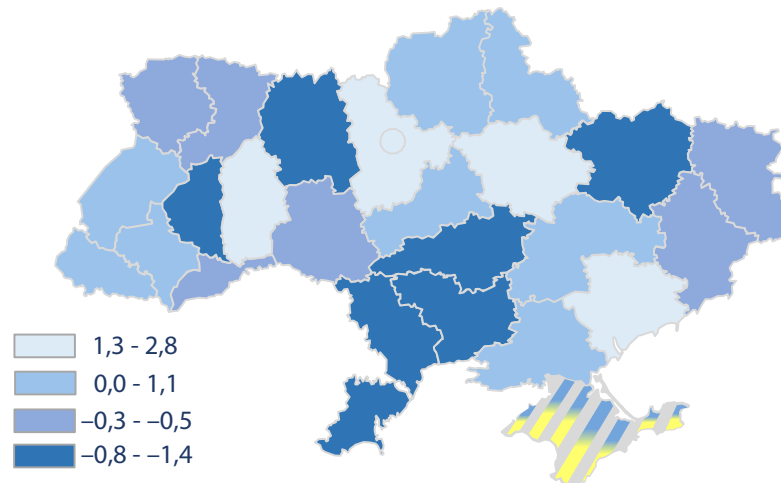 1,3 - 2,8
0,0 - 1,1
–0,3 - –0,5
–0,8 - –1,4